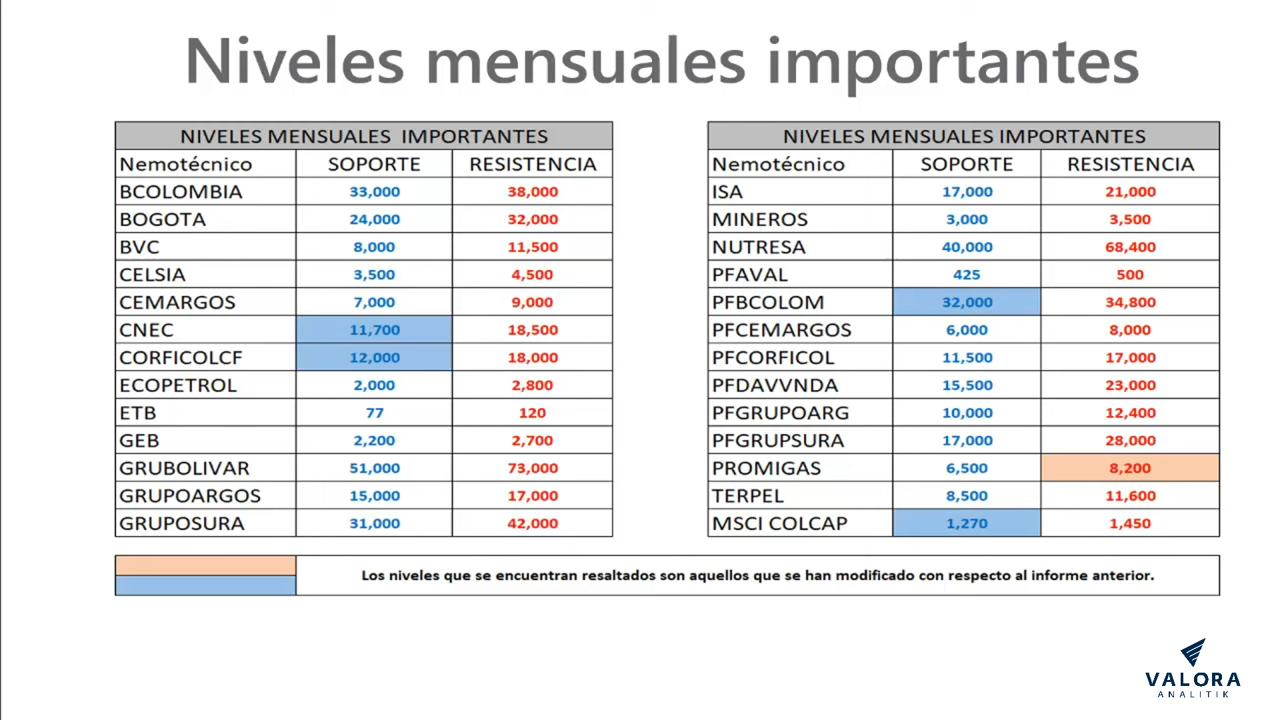 Niveles mensuales importantes
NIVELES MENSUALES IMPORTANTES
Nemotécnico SOPORTE RESISTENCIA
BCOLOMBIA 33,000 38,000
BOGOTA 24,000 32,000
BVC 8,000 11,500
CELSIA 3,500 4,500
CEMARGOS 7,000 9,000
CNEC 11,700 18,500
CORFICOLCF 12,000 18,000
ECOPETROL 2,000 2,800
ETB 77 120
GEB 2,200 2,700
GRUBOLIVAR 51,000 73,000
GRUPOARGOS 15,000 17,000
GRUPOSURA 31,000 42,000
NIVELES MENSUALES IMPORTANTES
Nemotécnico SOPORTE RESISTENCIA
ISA 17,000 21,000
MINEROS 3,000 3,500
NUTRESA 40,000 68,400
PFAVAL 425 500
PFBCOLOM 32,000 34,800
PFCEMARGOS 6,000 8,000
PFCORFICOL 11,500 17,000
PFDAVVNDA 15,500 23,000
PFGRUPOARG 10,000 12,400
PFGRUPSURA 17,000 28,000
PROMIGAS 6,500 8,200
TERPEL 8,500 11,600
MSCI COLCAP 1,270 1,450
Los niveles que se encuentran resaltados son aquellos que se han modificado con respecto al informe anterior.
VALORA
ANALITIK